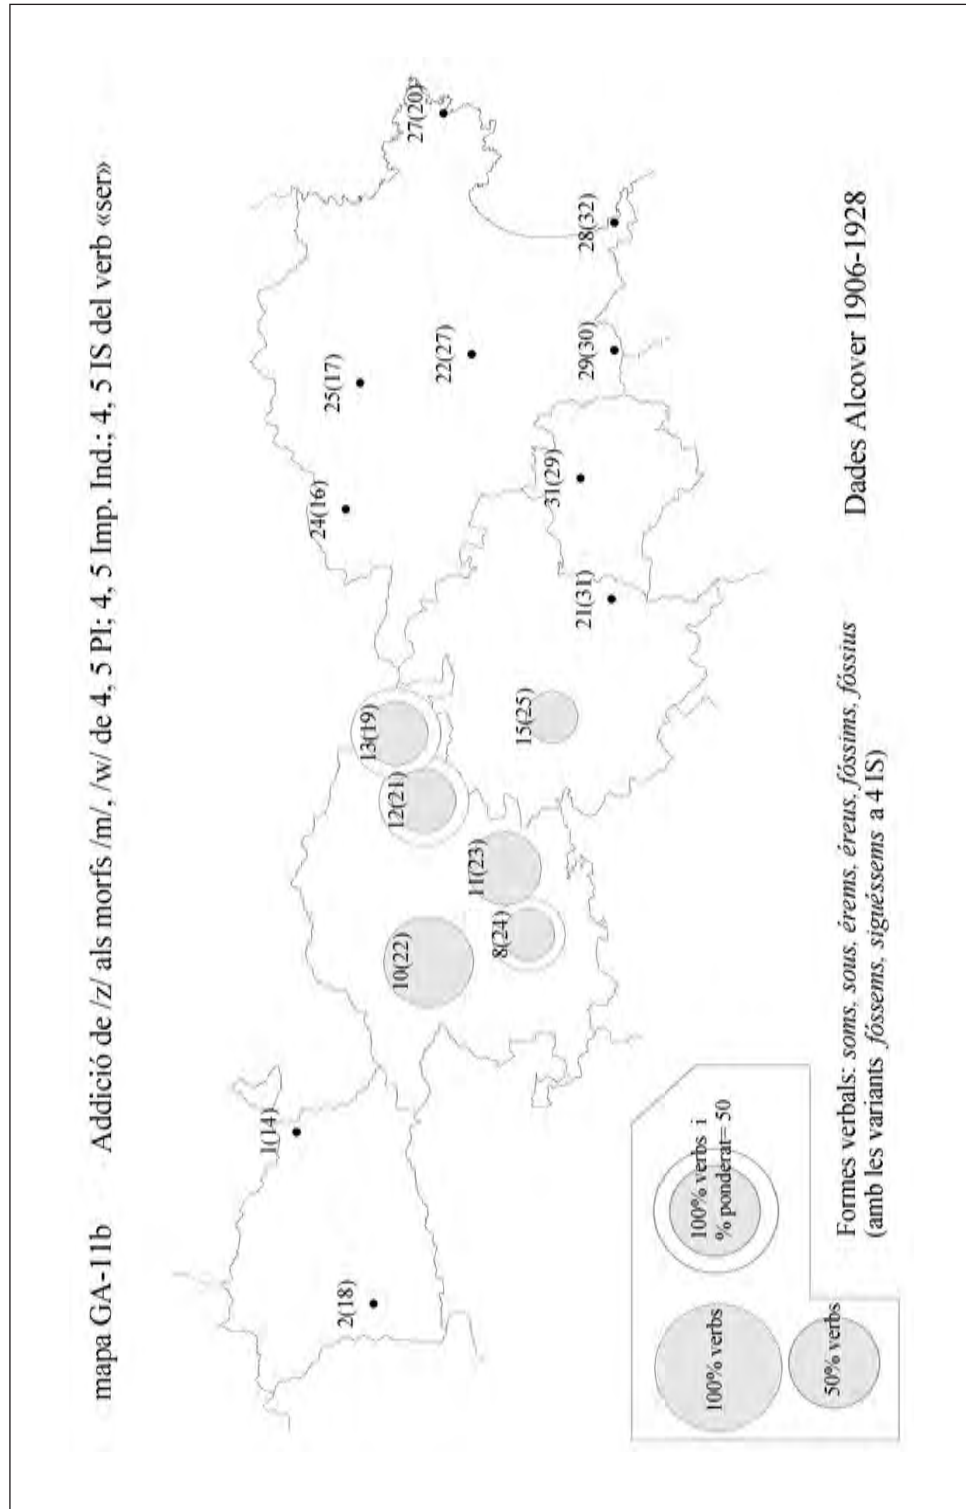 mapa GA-11b Addició de /z/ als morfs /m/, /w/ de 4, 5 PI; 4, 5 Imp. Ind.; 4, 5 IS del verb «ser»
1(14)
2(18)
10(22)
8(24)
11(23)
12(21)
13(19)
15(25)
21(31)
24(16)
25(17)
31(29)
22(27)
29(30)
28(32)
27(20)
100% verbs
50% verbs
100% verbs i
% ponderat= 50
Formes verbals: soms, sous, érems, éreus, fóssims, fóssius
(amb les variants fóssems, siguéssems a 4 IS)
Dades Alcover 1906-1928